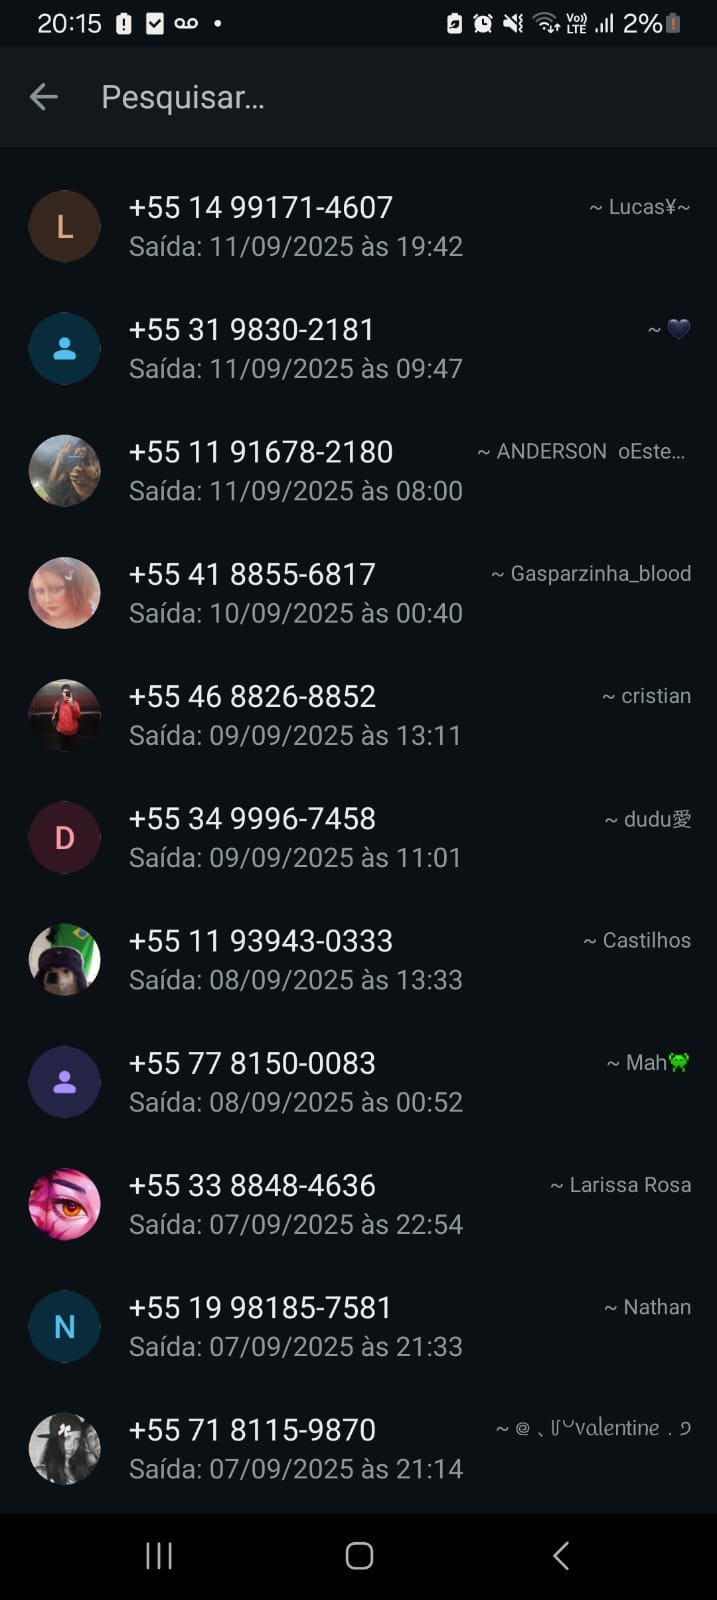 20:15
Vo)) LTE 2%
Pesquisar...
L
+55 14 99171-4607 ~ Lucas¥~
Saída: 11/09/2025 às 19:42
+55 31 9830-2181 ~ 🖤
Saída: 11/09/2025 às 09:47
+55 11 91678-2180 ~ ANDERSON oEste...
Saída: 11/09/2025 às 08:00
+55 41 8855-6817 ~ Gasparzinha_blood
Saída: 10/09/2025 às 00:40
+55 46 8826-8852 ~ cristian
Saída: 09/09/2025 às 13:11
D
+55 34 9996-7458 ~ dudu愛
Saída: 09/09/2025 às 11:01
+55 11 93943-0333 ~ Castilhos
Saída: 08/09/2025 às 13:33
+55 77 8150-0083 ~ Mah👾
Saída: 08/09/2025 às 00:52
+55 33 8848-4636 ~ Larissa Rosa
Saída: 07/09/2025 às 22:54
N
+55 19 98185-7581 ~ Nathan
Saída: 07/09/2025 às 21:33
+55 71 8115-9870 ~ valentine
Saída: 07/09/2025 às 21:14